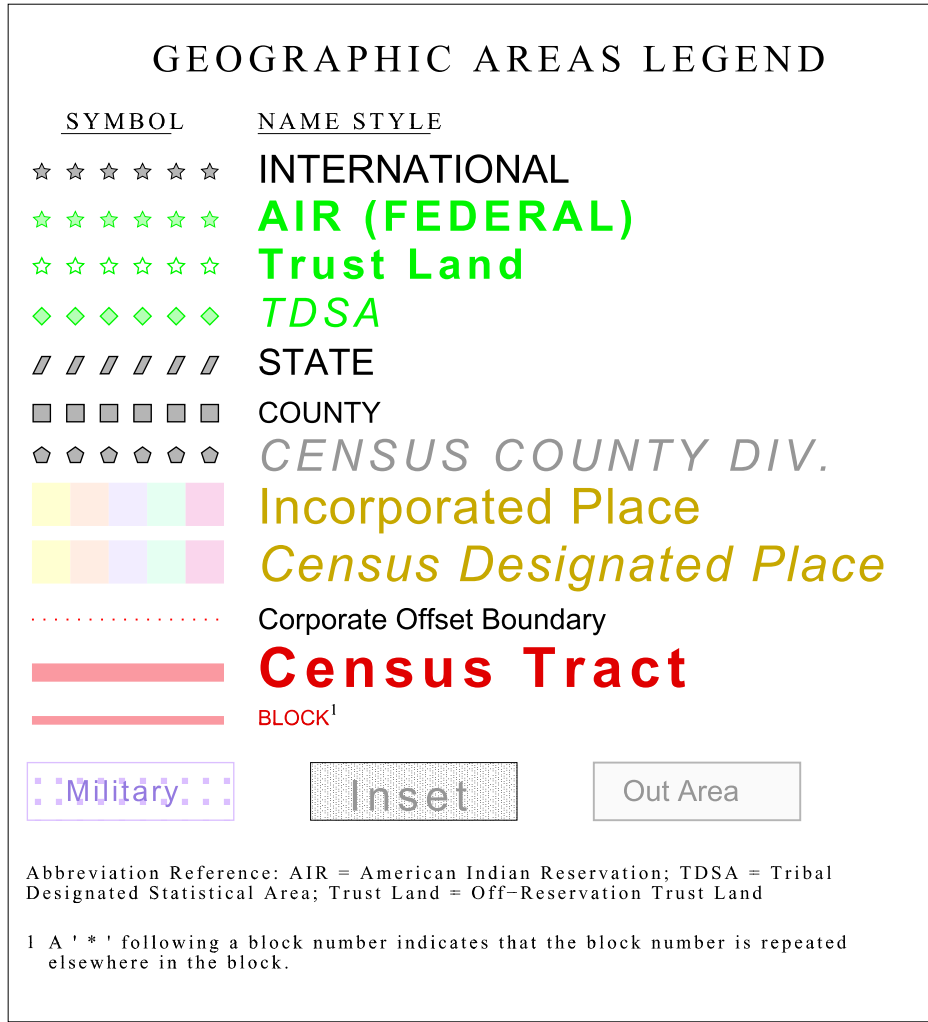 GEOGRAPHIC AREAS LEGEND
SYMBOL NAME STYLE
INTERNATIONAL
AIR (FEDERAL)
Trust Land
TDSA
STATE
COUNTY
CENSUS COUNTY DIV.
Incorporated Place
Census Designated Place
Corporate Offset Boundary
Census Tract
BLOCK¹
Military Inset Out Area
Abbreviation Reference: AIR = American Indian Reservation; TDSA = Tribal
Designated Statistical Area; Trust Land = Off−Reservation Trust Land
1 A ' * ' following a block number indicates that the block number is repeated
elsewhere in the block.